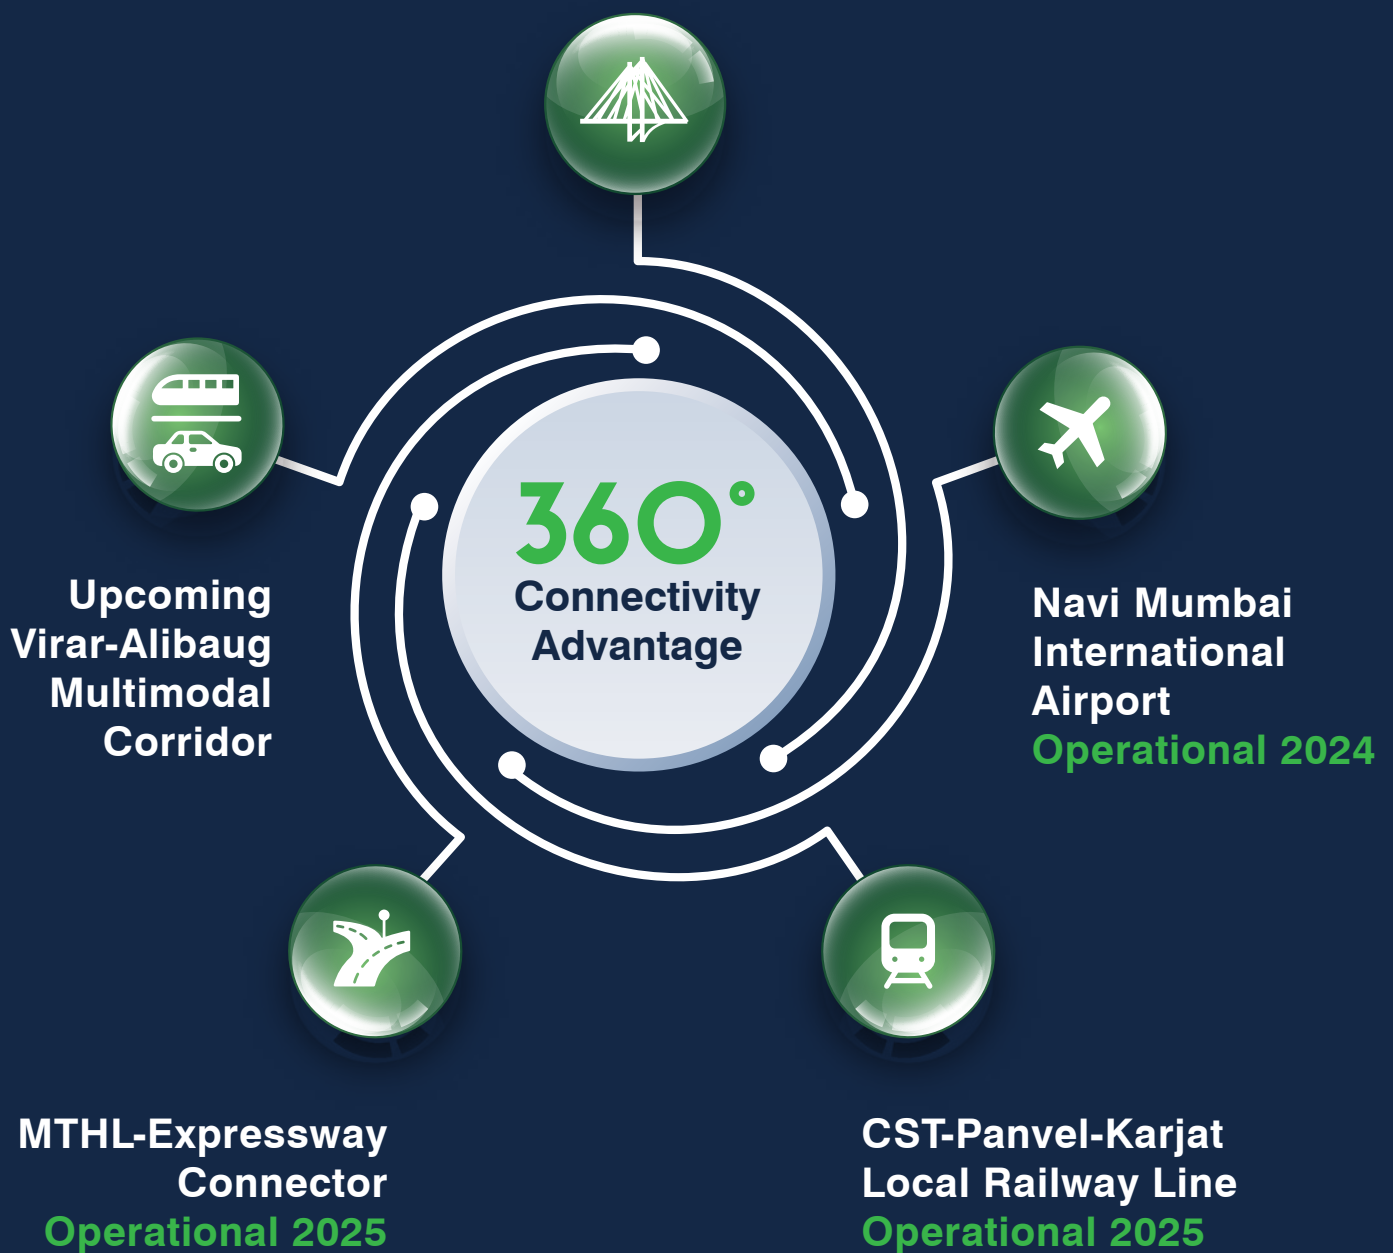 360°
Connectivity
Advantage
Upcoming
Virar-Alibaug
Multimodal
Corridor
Navi Mumbai
International
Airport
Operational 2024
MTHL-Expressway
Connector
Operational 2025
CST-Panvel-Karjat
Local Railway Line
Operational 2025